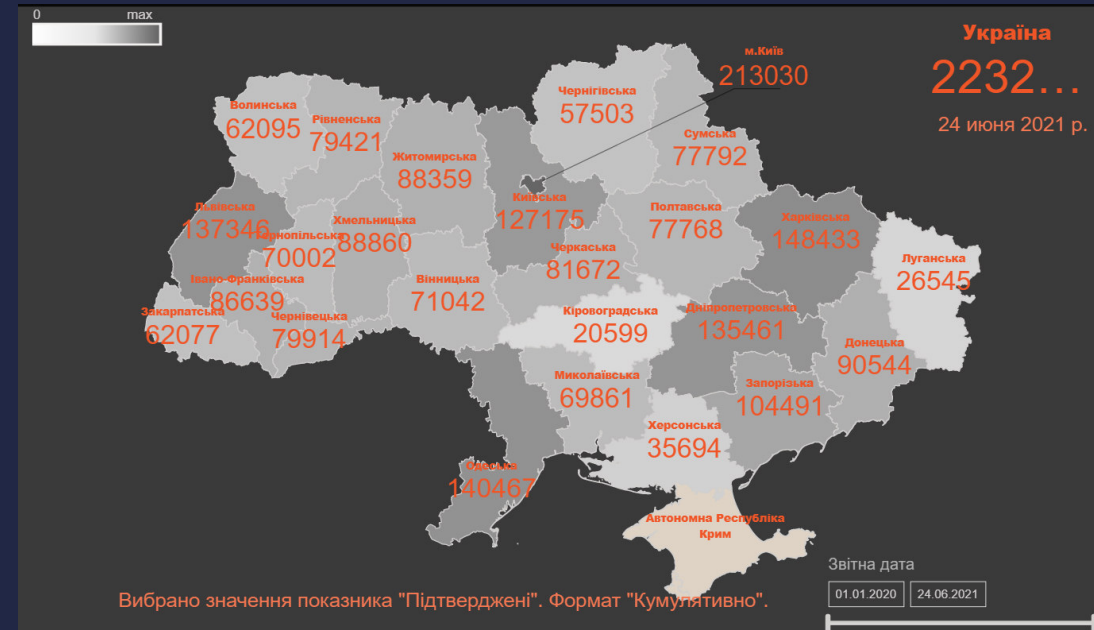 0 max
Україна
2232...
24 июня 2021 р.
м.Київ
213030
Чернігівська
57503
Волинська
62095
Рівненська
79421
Сумська
77792
Житомирська
88359
Київська
127175
Львівська
137346
Хмельницька
88860
Тернопільська
70002
Полтавська
77768
Харківська
148433
Черкаська
81672
Луганська
26545
Івано-Франківська
86639
Вінницька
71042
Закарпатська
62077
Чернівецька
79914
Кіровоградська
20599
Дніпропетровська
135461
Донецька
90544
Миколаївська
69861
Запорізька
104491
Херсонська
35694
Одеська
140467
Автономна Республіка
Крим
Звітна дата
01.01.2020 24.06.2021
Вибрано значення показника "Підтверджені". Формат "Кумулятивно".